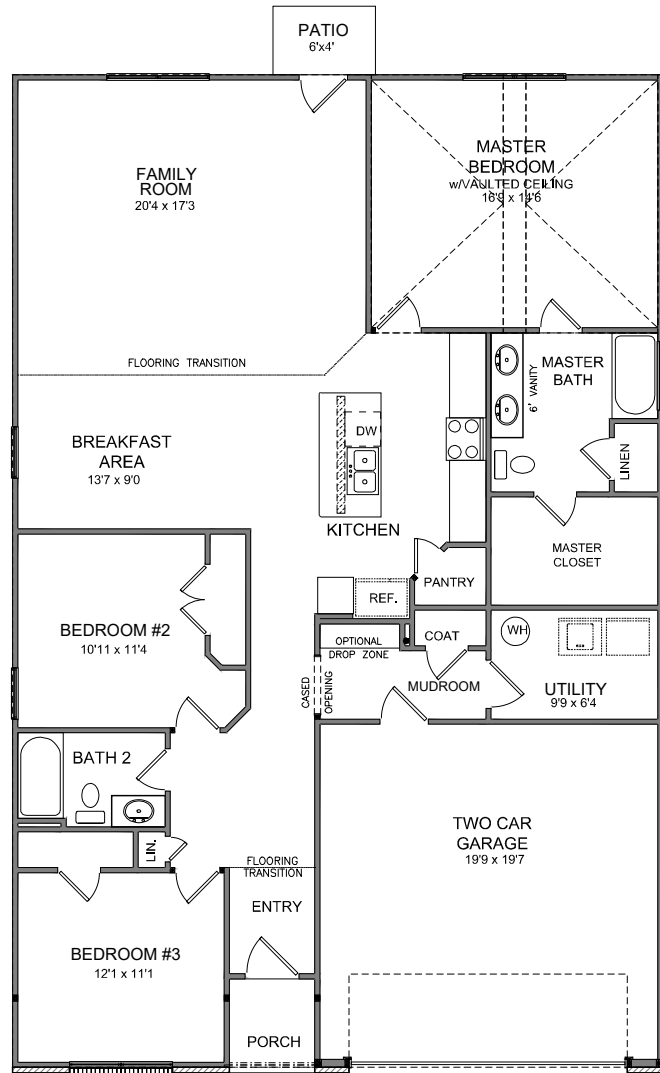 PATIO
6'x4'
FAMILY
ROOM
20'4 x 17'3
MASTER
BEDROOM
w/VAULTED CEILING
16'9 x 14'6
FLOORING TRANSITION
MASTER
BATH
6' VANITY
LINEN
DW
BREAKFAST
AREA
13'7 x 9'0
KITCHEN
MASTER
CLOSET
PANTRY
REF.
BEDROOM #2
10'11 x 11'4
OPTIONAL
DROP ZONE
COAT
WH
CASED
OPENING
MUDROOM
UTILITY
9'9 x 6'4
BATH 2
LIN.
TWO CAR
GARAGE
19'9 x 19'7
FLOORING
TRANSITION
ENTRY
BEDROOM #3
12'1 x 11'1
PORCH